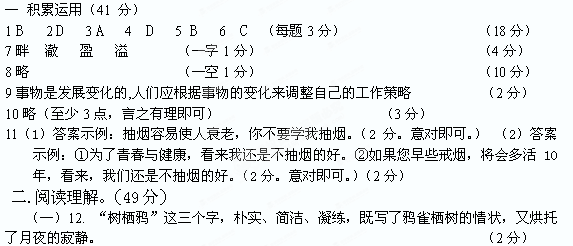 一 积累运用（41 分）
1 B 2D 3 A 4 D 5 B 6 C （每题 3 分） （18 分）
7 畔 澈 盈 溢 （一字 1 分） （4 分）
8 略 （一空 1 分） （10 分）
9 事物是发展变化的,人们应根据事物的变化来调整自己的工作策略 （2 分）
10 略（至少 3 点，言之有理即可） （3 分）
11（1）答案示例：抽烟容易使人衰老，你不要学我抽烟。（2 分。意对即可。） （2）答案
示例：①为了青春与健康，看来我还是不抽烟的好。②如果您早些戒烟，将会多活 10
年，看来，我们还是不抽烟的好。（2 分。意对即可。）（2 分）
二.阅读理解。（49 分）
（一）12. “树栖鸦”这三个字，朴实、简洁、凝练，既写了鸦雀栖树的情状，又烘托
了月夜的寂静。 （2 分）